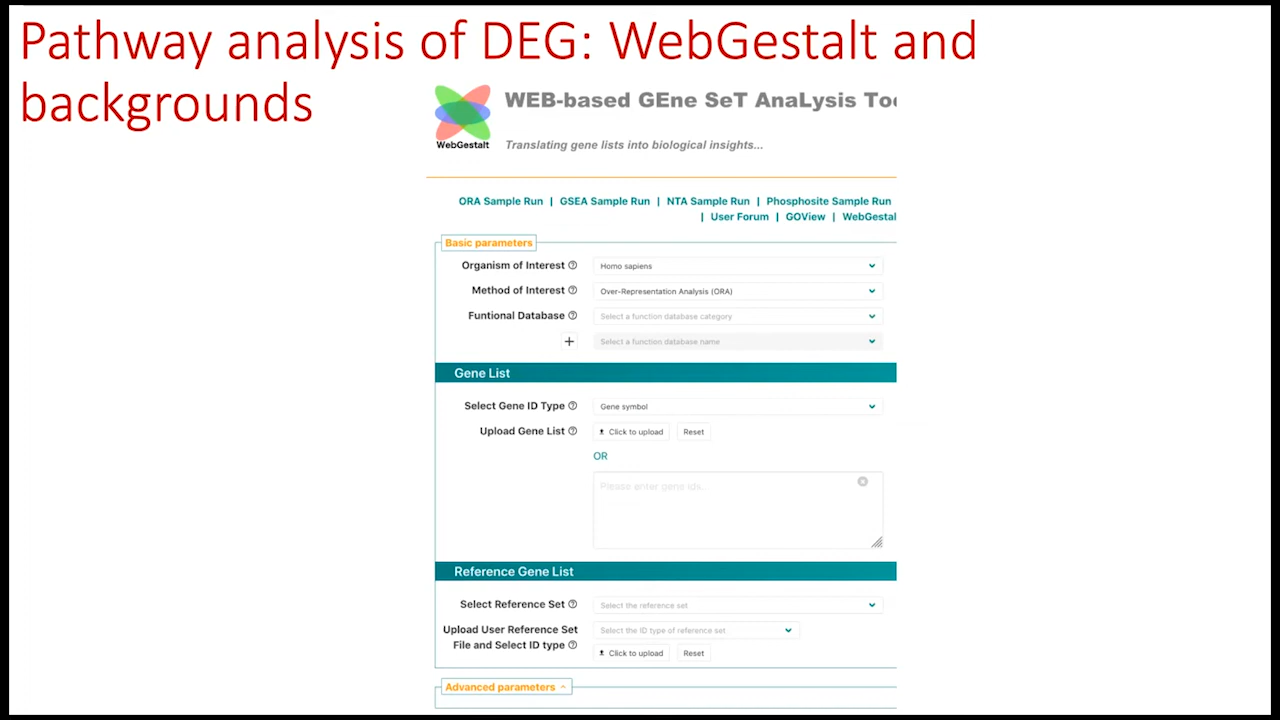 Pathway analysis of DEG: WebGestalt and
backgrounds
WEB-based GEne SeT AnaLysis Too
WebGestalt
Translating gene lists into biological insights...
ORA Sample Run | GSEA Sample Run | NTA Sample Run | Phosphosite Sample Run
| User Forum | GOView | WebGestal
Basic parameters
Organism of Interest ? Homo sapiens
Method of Interest ? Over-Representation Analysis (ORA)
Funtional Database ? Select a function database category
+ Select a function database name
Gene List
Select Gene ID Type ? Gene symbol
Upload Gene List ? Click to upload Reset
OR
Please enter gene ids...
Reference Gene List
Select Reference Set ? Select the reference set
Upload User Reference Set Select the ID type of reference set
File and Select ID type ? Click to upload Reset
Advanced parameters